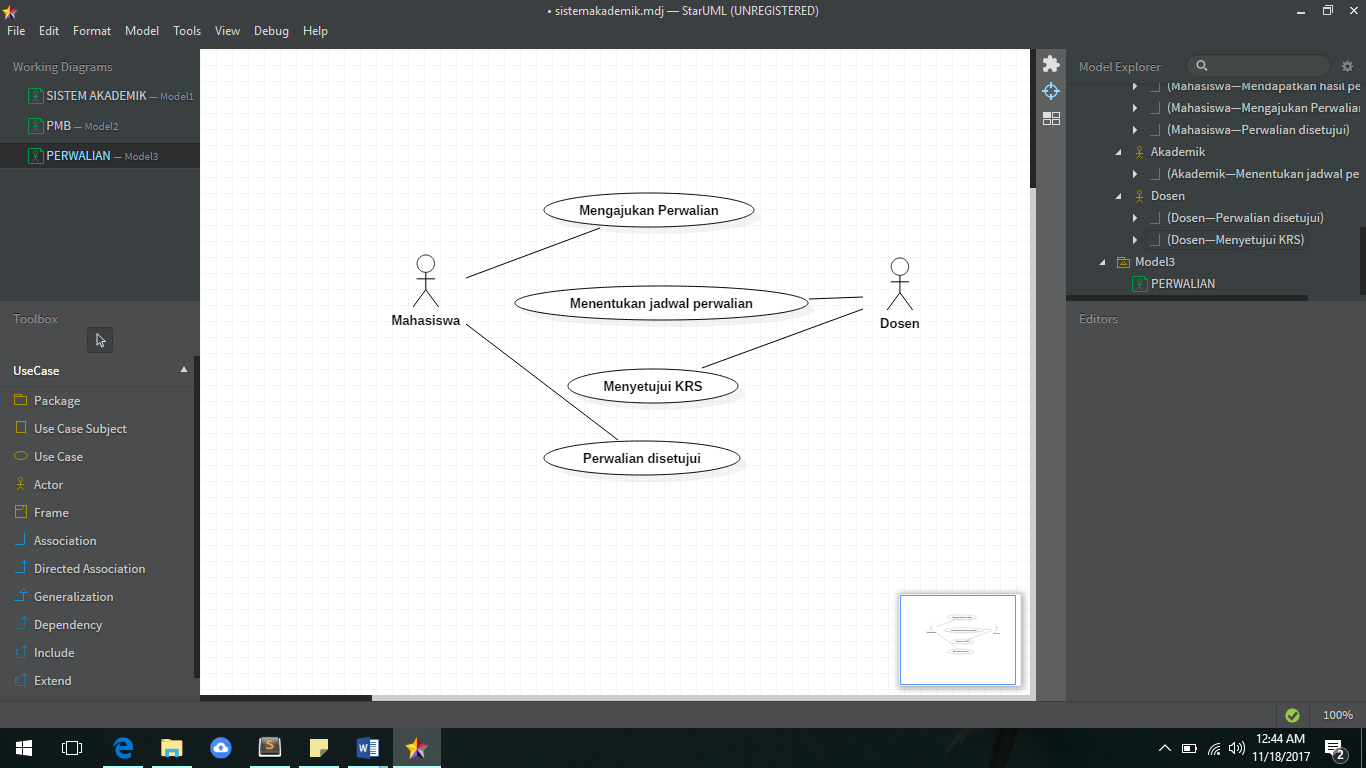 • sistemakademik.mdj — StarUML (UNREGISTERED)
File Edit Format Model Tools View Debug Help
Working Diagrams
SISTEM AKADEMIK — Model1
PMB — Model2
PERWALIAN — Model3
Toolbox
UseCase
Package
Use Case Subject
Use Case
Actor
Frame
Association
Directed Association
Generalization
Dependency
Include
Extend
Mengajukan Perwalian
Mahasiswa
Menentukan jadwal perwalian
Dosen
Menyetujui KRS
Perwalian disetujui
Model Explorer
(Mahasiswa—Mendapatkan hasil pe
(Mahasiswa—Mengajukan Perwalian
(Mahasiswa—Perwalian disetujui)
Akademik
(Akademik—Menentukan jadwal pe
Dosen
(Dosen—Perwalian disetujui)
(Dosen—Menyetujui KRS)
Model3
PERWALIAN
Editors
100%
12:44 AM
11/18/2017
2